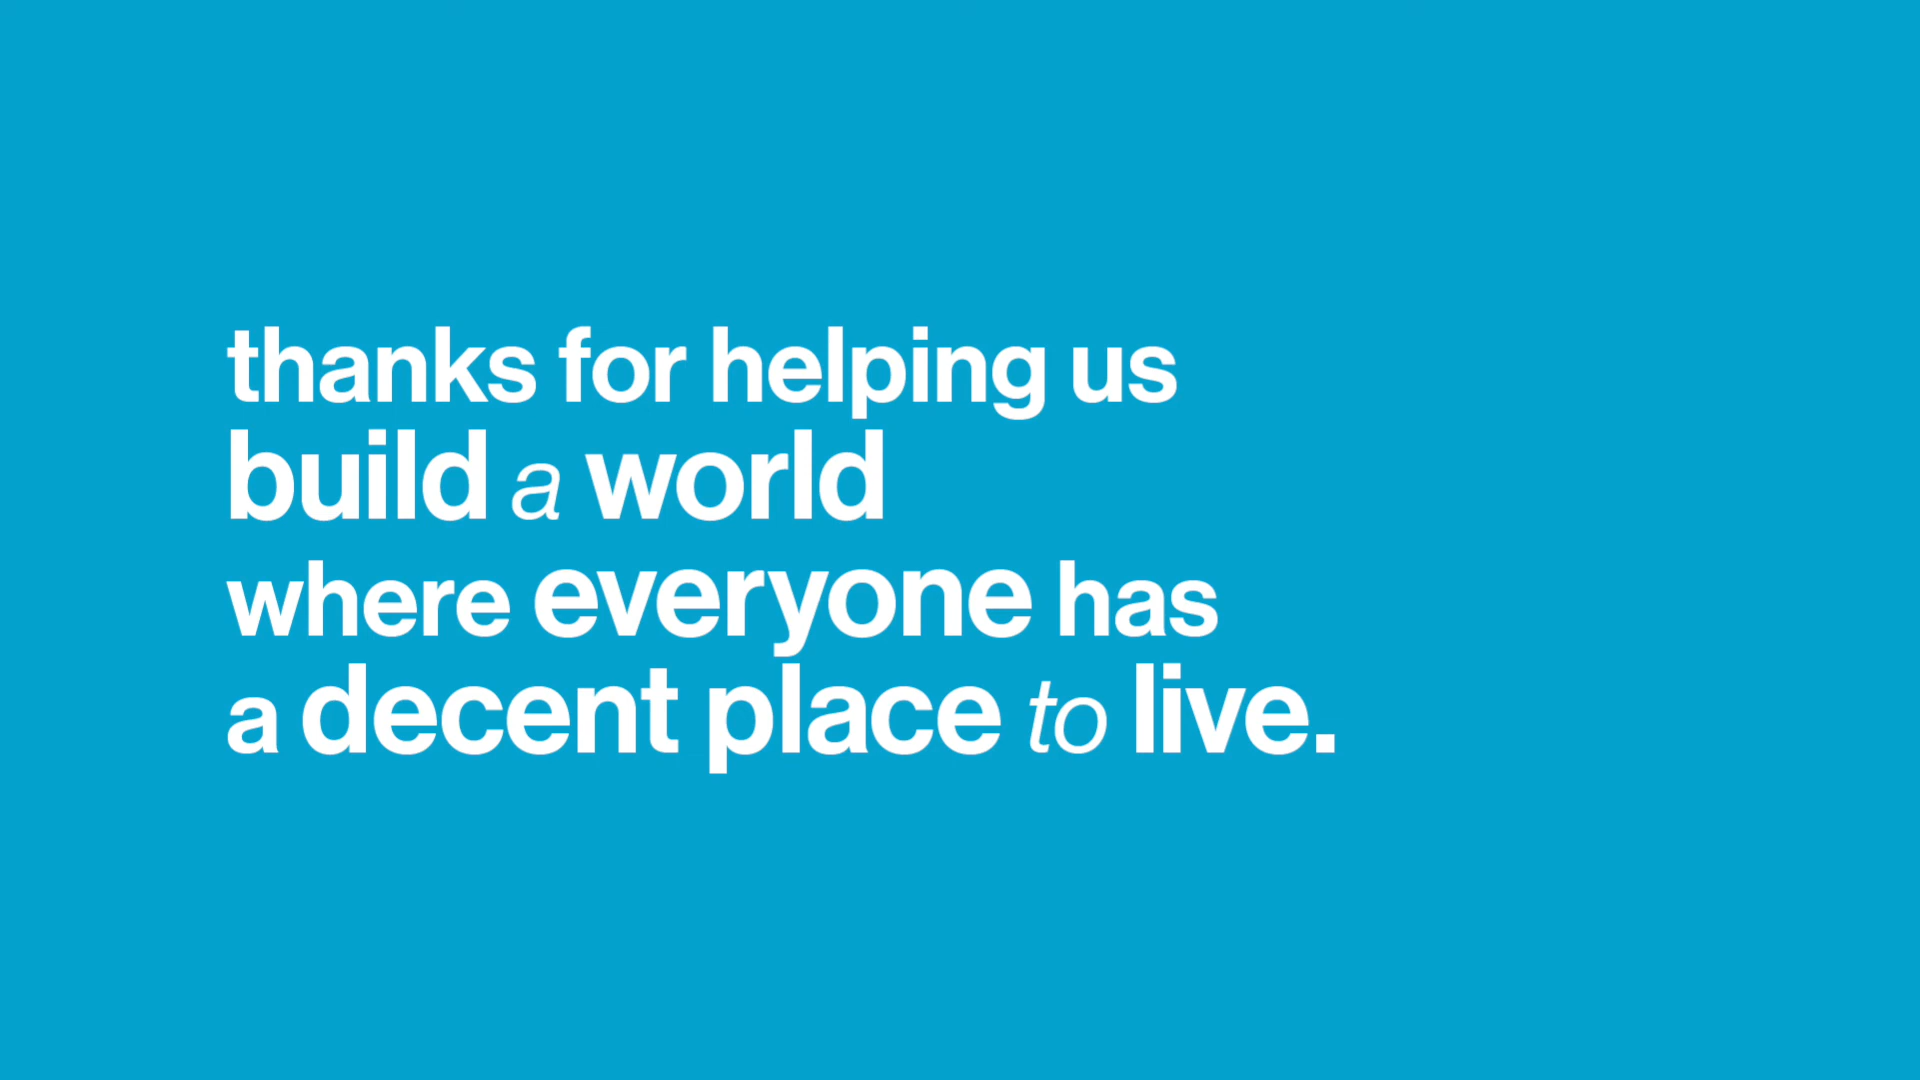 thanks for helping us
build a world
where everyone has
a decent place to live.